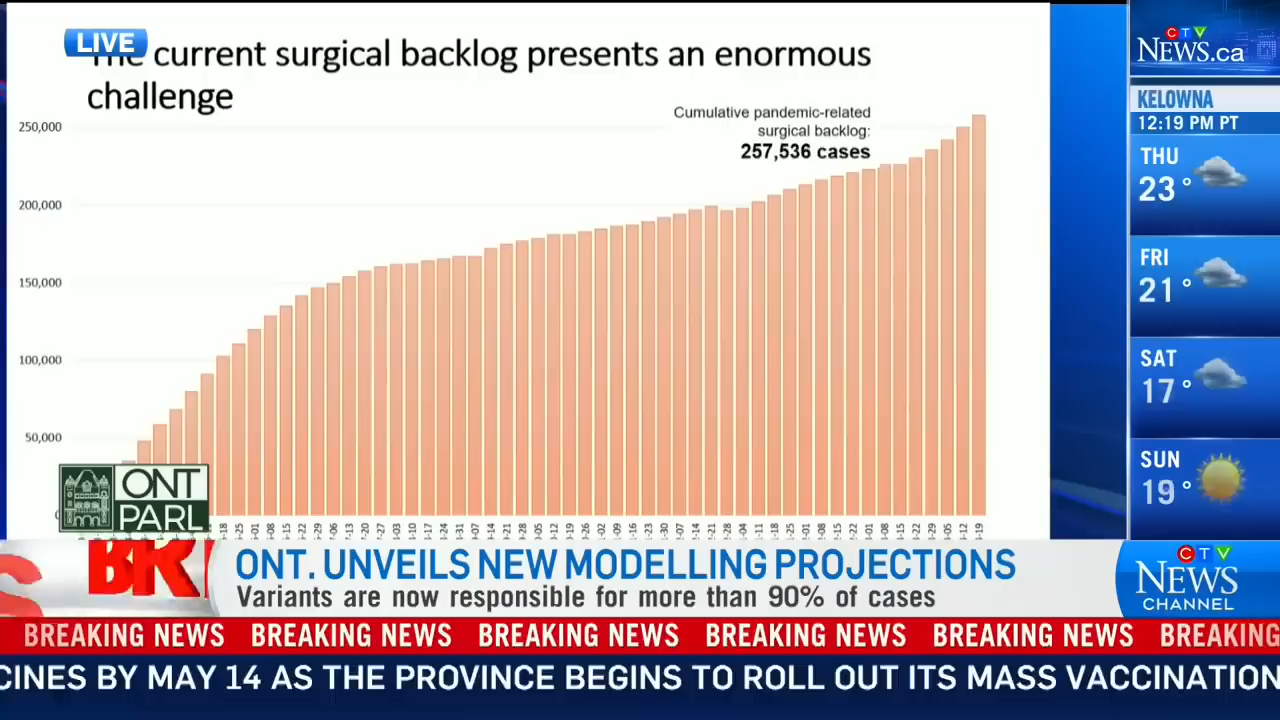 LIVE
The current surgical backlog presents an enormous
challenge
Cumulative pandemic-related
surgical backlog:
257,536 cases
250,000
200,000
150,000
100,000
50,000
ONT
PARL
CTV
NEWS.ca
KELOWNA
12:19 PM PT
THU
23°
FRI
21°
SAT
17°
SUN
19°
ONT. UNVEILS NEW MODELLING PROJECTIONS
Variants are now responsible for more than 90% of cases
CTV
NEWS
CHANNEL
BREAKING NEWS BREAKING NEWS BREAKING NEWS BREAKING NEWS BREAKING NEWS BREAKING
CINES BY MAY 14 AS THE PROVINCE BEGINS TO ROLL OUT ITS MASS VACCINATION